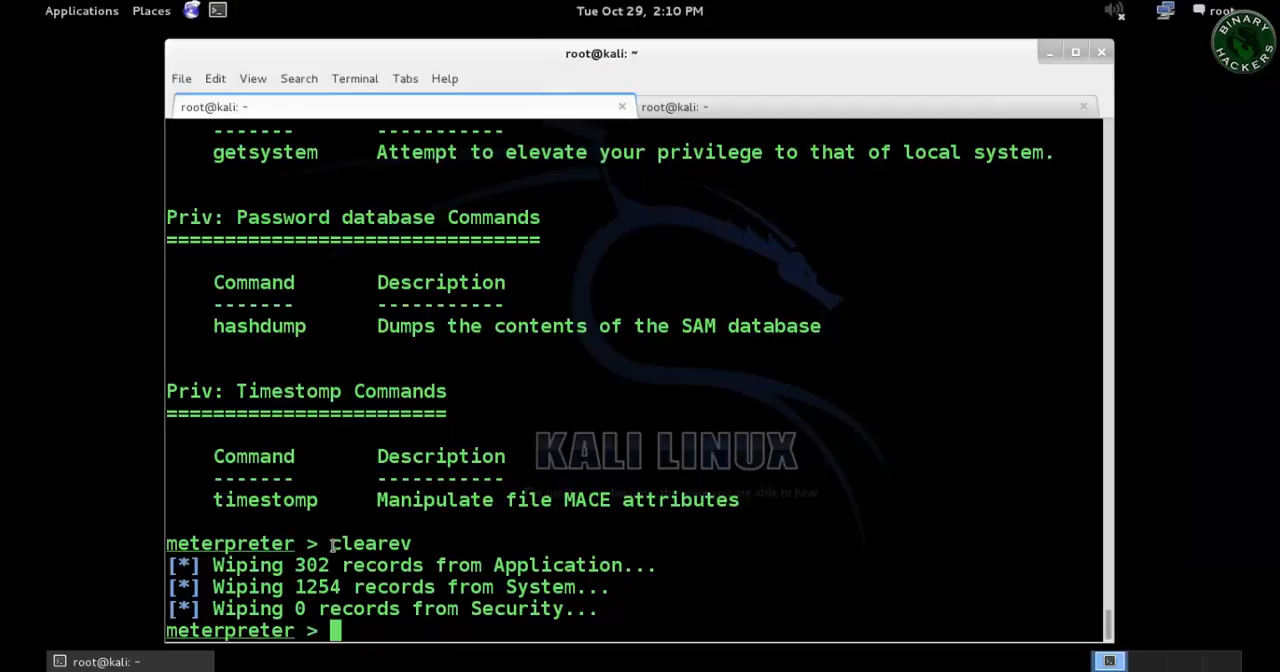 Applications Places Tue Oct 29, 2:10 PM root
BINARY HACKERS
root@kali: ~
File Edit View Search Terminal Tabs Help
root@kali: ~ root@kali: ~
------- -----------
getsystem Attempt to elevate your privilege to that of local system.
Priv: Password database Commands
================================
Command Description
------- -----------
hashdump Dumps the contents of the SAM database
Priv: Timestomp Commands
========================
Command Description
------- -----------
timestomp Manipulate file MACE attributes
KALI LINUX
meterpreter > clearev
[*] Wiping 302 records from Application...
[*] Wiping 1254 records from System...
[*] Wiping 0 records from Security...
meterpreter >
root@kali: ~